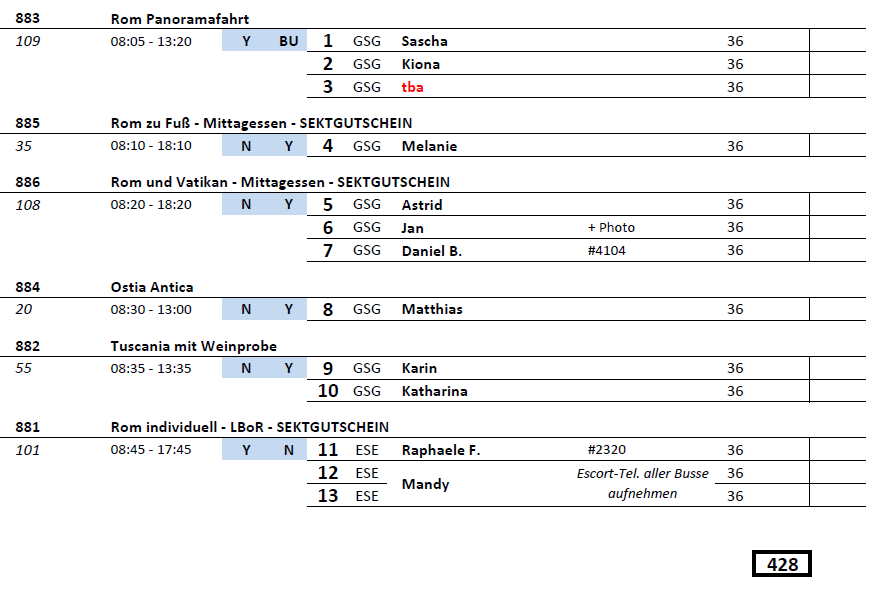 883 Rom Panoramafahrt
109 08:05 - 13:20 Y BU 1 GSG Sascha 36
2 GSG Kiona 36
3 GSG tba 36
885 Rom zu Fuß - Mittagessen - SEKTGUTSCHEIN
35 08:10 - 18:10 N Y 4 GSG Melanie 36
886 Rom und Vatikan - Mittagessen - SEKTGUTSCHEIN
108 08:20 - 18:20 N Y 5 GSG Astrid 36
6 GSG Jan + Photo 36
7 GSG Daniel B. #4104 36
884 Ostia Antica
20 08:30 - 13:00 N Y 8 GSG Matthias 36
882 Tuscania mit Weinprobe
55 08:35 - 13:35 N Y 9 GSG Karin 36
10 GSG Katharina 36
881 Rom individuell - LBoR - SEKTGUTSCHEIN
101 08:45 - 17:45 Y N 11 ESE Raphaele F. #2320 36
12 ESE Mandy Escort-Tel. aller Busse 36
13 ESE aufnehmen 36
428